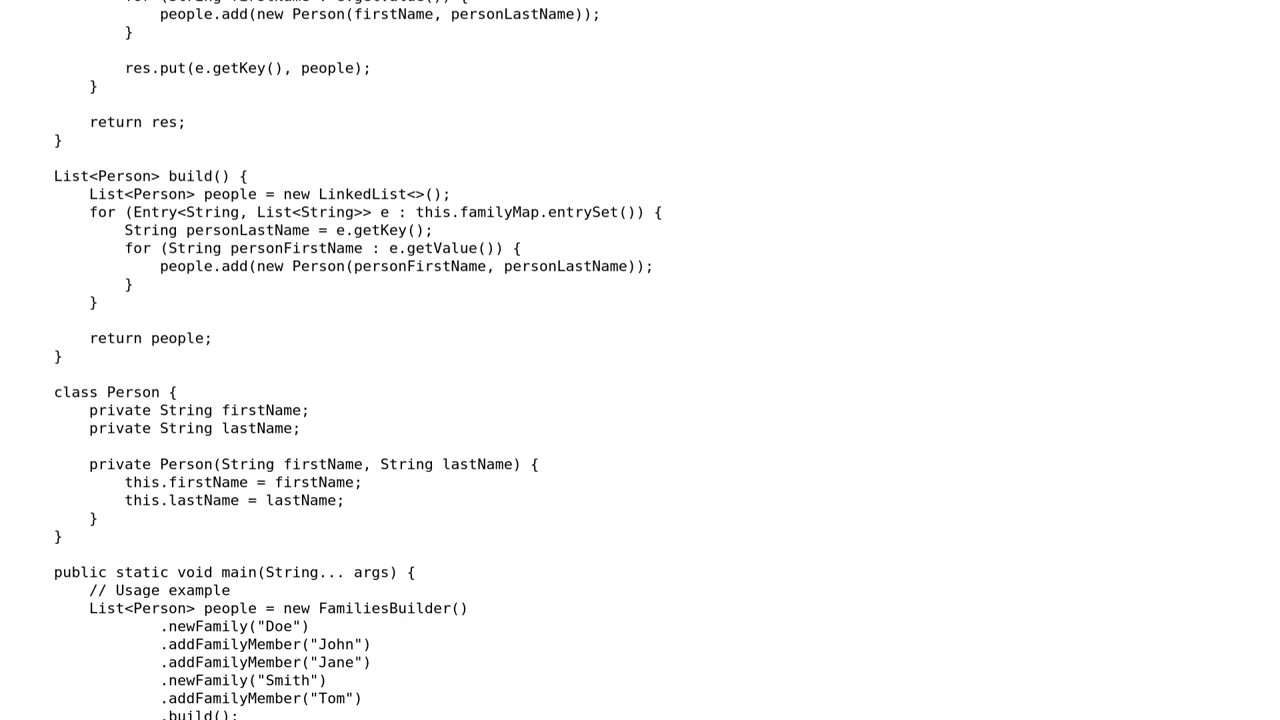 people.add(new Person(firstName, personLastName));
}
res.put(e.getKey(), people);
}
return res;
}
List<Person> build() {
List<Person> people = new LinkedList<>();
for (Entry<String, List<String>> e : this.familyMap.entrySet()) {
String personLastName = e.getKey();
for (String personFirstName : e.getValue()) {
people.add(new Person(personFirstName, personLastName));
}
}
return people;
}
class Person {
private String firstName;
private String lastName;
private Person(String firstName, String lastName) {
this.firstName = firstName;
this.lastName = lastName;
}
}
public static void main(String... args) {
// Usage example
List<Person> people = new FamiliesBuilder()
.newFamily("Doe")
.addFamilyMember("John")
.addFamilyMember("Jane")
.newFamily("Smith")
.addFamilyMember("Tom")
.build();